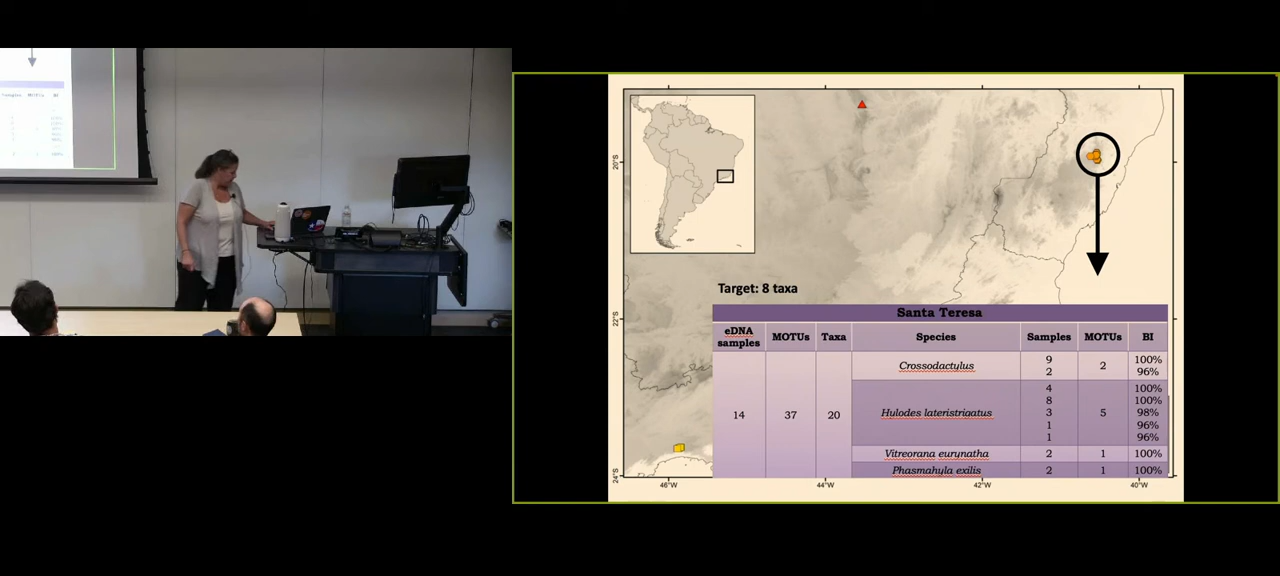 20°S
22°S
24°S
46°W
44°W
42°W
40°W
Target: 8 taxa
Santa Teresa
eDNA samples MOTUs Taxa Species Samples MOTUs BI
14 37 20
Crossodactylus 9 2 2 100% 96%
Hylodes lateristrigatus 4 8 3 1 1 5 100% 100% 98% 96% 96%
Vitreorana eurynatha 2 1 100%
Phasmahyla exilis 2 1 100%